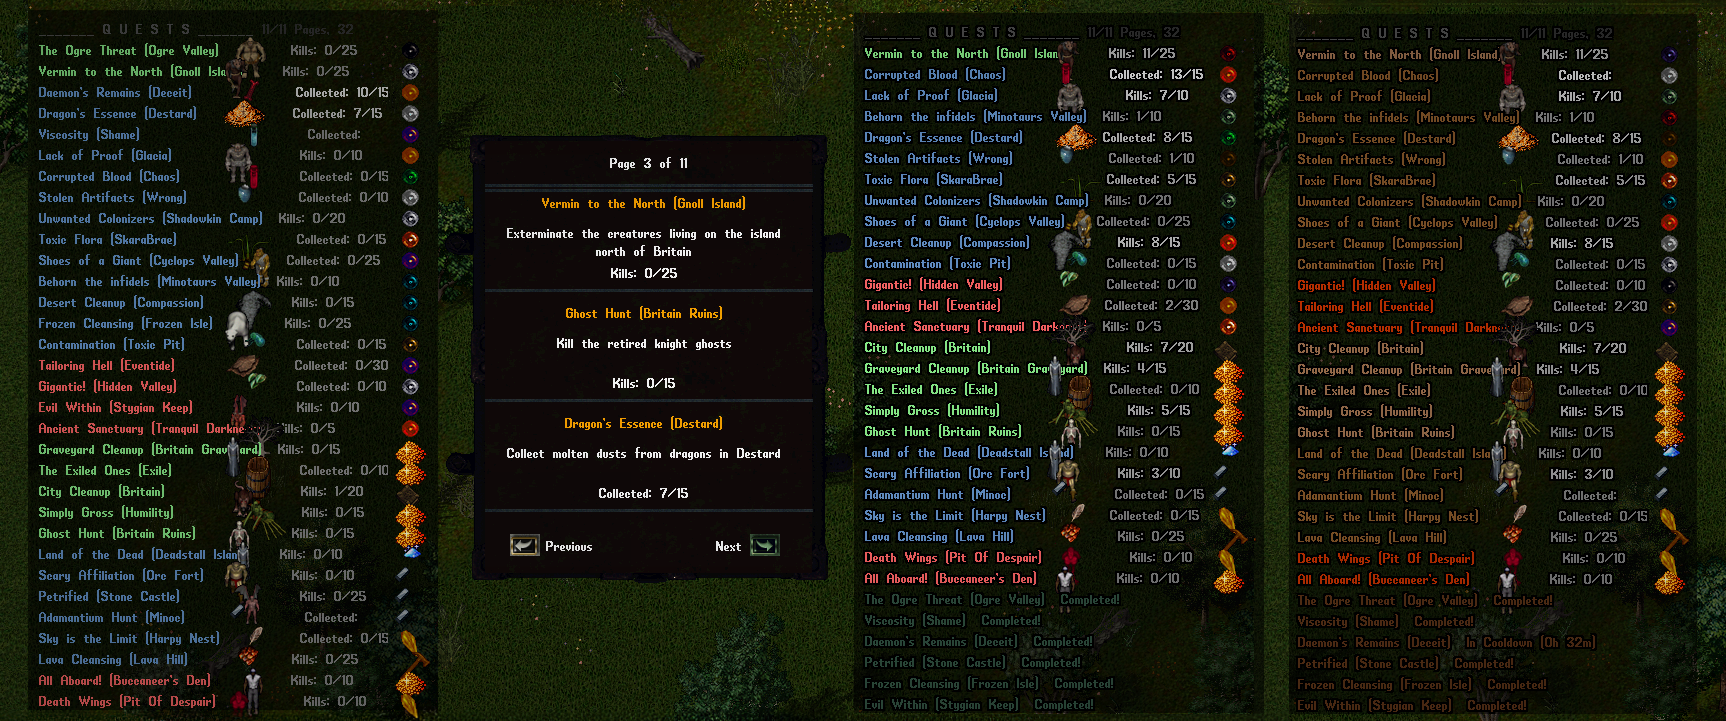 QUESTS 11/11 Pages, 32
The Ogre Threat (Ogre Valley) Kills: 0/25
Vermin to the North (Gnoll Isla Kills: 0/25
Daemon's Remains (Deceit) Collected: 10/15
Dragon's Essence (Destard) Collected: 7/15
Viscosity (Shame) Collected:
Lack of Proof (Glacia) Kills: 0/10
Corrupted Blood (Chaos) Collected: 0/15
Stolen Artifacts (Wrong) Collected: 0/10
Unwanted Colonizers (Shadowkin Camp) Kills: 0/20
Toxic Flora (SkaraBrae) Collected: 0/15
Shoes of a Giant (Cyclops Valley) Collected: 0/25
Behorn the infidels (Minotaurs Valley) Kills: 0/10
Desert Cleanup (Compassion) Kills: 0/15
Frozen Cleansing (Frozen Isle) Kills: 0/25
Contamination (Toxic Pit) Collected: 0/15
Tailoring Hell (Eventide) Collected: 0/30
Gigantic! (Hidden Valley) Collected: 0/10
Evil Within (Stygian Keep) Kills: 0/10
Ancient Sanctuary (Tranquil Darkne Kills: 0/5
Graveyard Cleanup (Britain Graveyard) Kills: 0/15
The Exiled Ones (Exile) Collected: 0/10
City Cleanup (Britain) Kills: 1/20
Simply Gross (Humility) Kills: 0/15
Ghost Hunt (Britain Ruins) Kills: 0/15
Land of the Dead (Deadstall Islan Kills: 0/10
Scary Affiliation (Orc Fort) Kills: 0/10
Petrified (Stone Castle) Kills: 0/25
Adamantium Hunt (Minoc) Collected:
Sky is the Limit (Harpy Nest) Collected: 0/15
Lava Cleansing (Lava Hill) Kills: 0/25
All Aboard! (Buccaneer's Den) Kills: 0/10
Death Wings (Pit Of Despair) Kills: 0/10
Page 3 of 11
Vermin to the North (Gnoll Island)
Exterminate the creatures living on the island
north of Britain
Kills: 0/25
Ghost Hunt (Britain Ruins)
Kill the retired knight ghosts
Kills: 0/15
Dragon's Essence (Destard)
Collect molten dusts from dragons in Destard
Collected: 7/15
Previous Next
QUESTS 11/11 Pages, 32
Vermin to the North (Gnoll Islan Kills: 11/25
Corrupted Blood (Chaos) Collected: 13/15
Lack of Proof (Glacia) Kills: 7/10
Behorn the infidels (Minotaurs Valley) Kills: 1/10
Dragon's Essence (Destard) Collected: 8/15
Stolen Artifacts (Wrong) Collected: 1/10
Toxic Flora (SkaraBrae) Collected: 5/15
Unwanted Colonizers (Shadowkin Camp) Kills: 0/20
Shoes of a Giant (Cyclops Valley) Collected: 0/25
Desert Cleanup (Compassion) Kills: 8/15
Contamination (Toxic Pit) Collected: 0/15
Gigantic! (Hidden Valley) Collected: 0/10
Tailoring Hell (Eventide) Collected: 2/30
Ancient Sanctuary (Tranquil Darkn Kills: 0/5
City Cleanup (Britain) Kills: 7/20
Graveyard Cleanup (Britain Graveyard) Kills: 4/15
The Exiled Ones (Exile) Collected: 0/10
Simply Gross (Humility) Kills: 5/15
Ghost Hunt (Britain Ruins) Kills: 0/15
Land of the Dead (Deadstall Island) Kills: 0/10
Scary Affiliation (Orc Fort) Kills: 3/10
Adamantium Hunt (Minoc) Collected: 0/15
Sky is the Limit (Harpy Nest) Collected: 0/15
Lava Cleansing (Lava Hill) Kills: 0/25
Death Wings (Pit Of Despair) Kills: 0/10
All Aboard! (Buccaneer's Den) Kills: 0/10
The Ogre Threat (Ogre Valley) Completed!
Viscosity (Shame) Completed!
Daemon's Remains (Deceit) Completed!
Petrified (Stone Castle) Completed!
Frozen Cleansing (Frozen Isle) Completed!
Evil Within (Stygian Keep) Completed!
QUESTS 11/11 Pages, 32
Vermin to the North (Gnoll Island) Kills: 11/25
Corrupted Blood (Chaos) Collected:
Lack of Proof (Glacia) Kills: 7/10
Behorn the infidels (Minotaurs Valley) Kills: 1/10
Dragon's Essence (Destard) Collected: 8/15
Stolen Artifacts (Wrong) Collected: 1/10
Toxic Flora (SkaraBrae) Collected: 5/15
Unwanted Colonizers (Shadowkin Camp) Kills: 0/20
Shoes of a Giant (Cyclops Valley) Collected: 0/25
Desert Cleanup (Compassion) Kills: 8/15
Contamination (Toxic Pit) Collected: 0/15
Gigantic! (Hidden Valley) Collected: 0/10
Tailoring Hell (Eventide) Collected: 2/30
Ancient Sanctuary (Tranquil Darkne Kills: 0/5
City Cleanup (Britain) Kills: 7/20
Graveyard Cleanup (Britain Graveyard) Kills: 4/15
The Exiled Ones (Exile) Collected: 0/10
Simply Gross (Humility) Kills: 5/15
Ghost Hunt (Britain Ruins) Kills: 0/15
Land of the Dead (Deadstall Island) Kills: 0/10
Scary Affiliation (Orc Fort) Kills: 3/10
Adamantium Hunt (Minoc) Collected:
Sky is the Limit (Harpy Nest) Collected: 0/15
Lava Cleansing (Lava Hill) Kills: 0/25
Death Wings (Pit Of Despair) Kills: 0/10
All Aboard! (Buccaneer's Den) Kills: 0/10
The Ogre Threat (Ogre Valley) Completed!
Viscosity (Shame) Completed!
Daemon's Remains (Deceit) In Cooldown (0h 32m)
Petrified (Stone Castle) Completed!
Frozen Cleansing (Frozen Isle) Completed!
Evil Within (Stygian Keep) Completed!